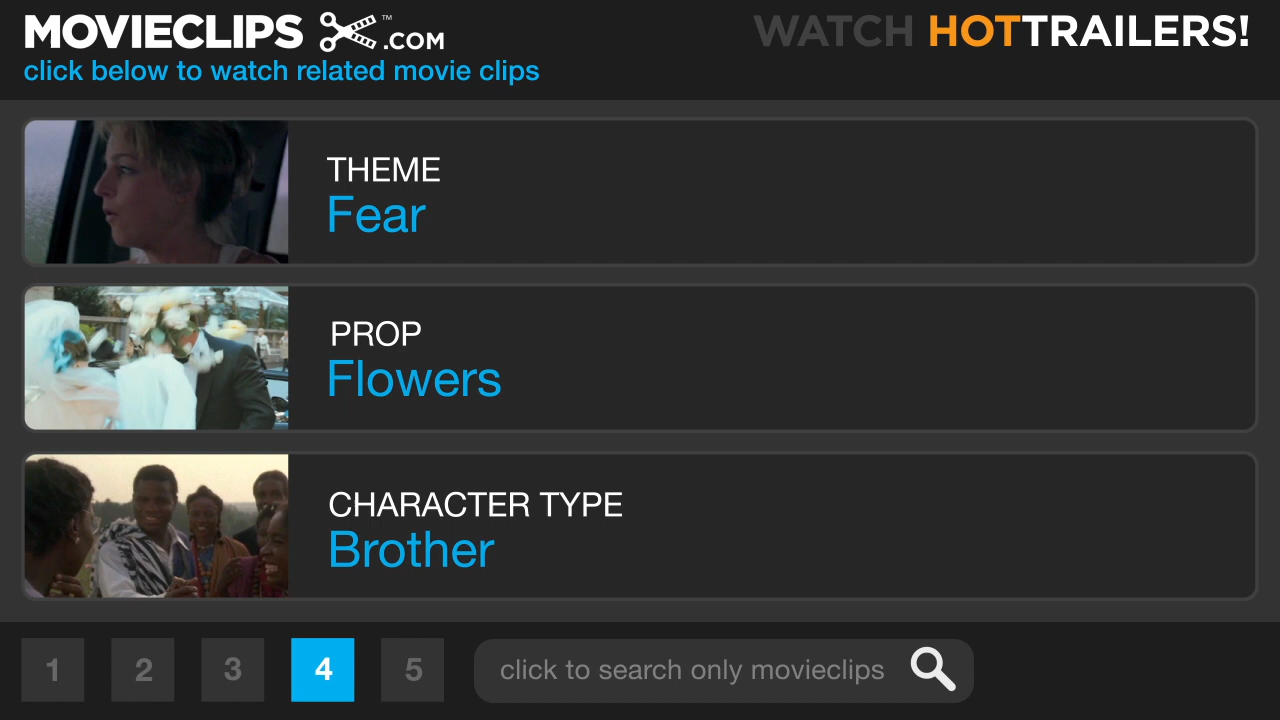 MOVIECLIPS ™ .COM
WATCH HOTTRAILERS!
click below to watch related movie clips
THEME
Fear
PROP
Flowers
CHARACTER TYPE
Brother
1 2 3 4 5 click to search only movieclips